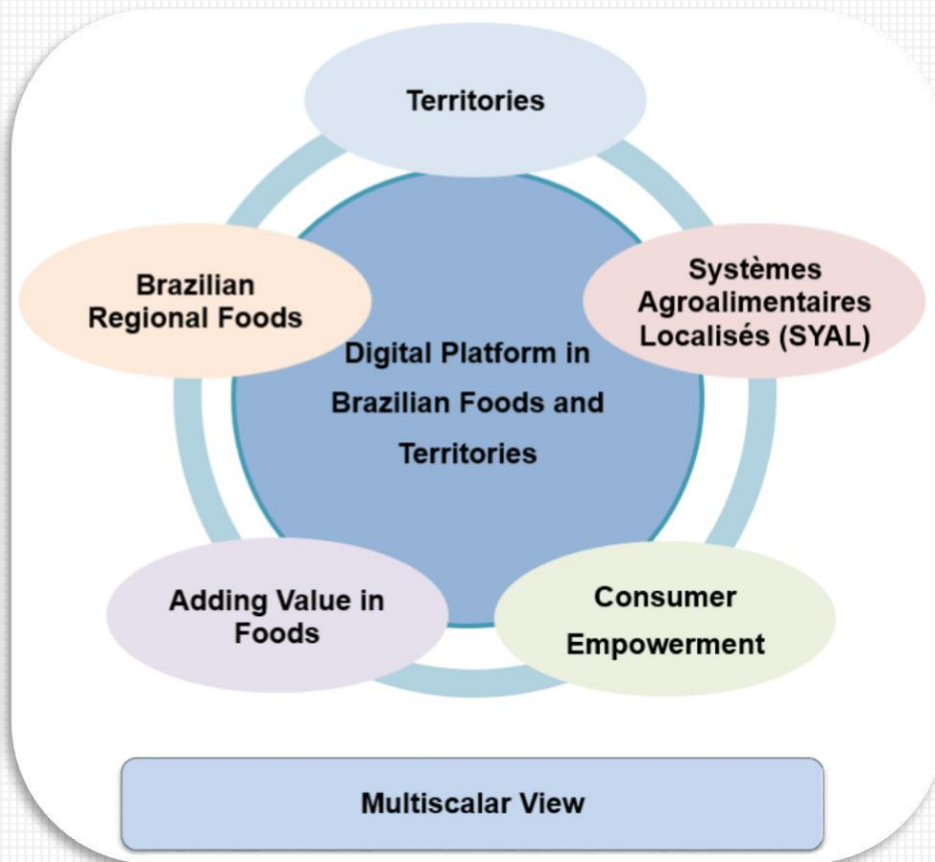 Territories
Brazilian
Regional Foods
Systèmes
Agroalimentaires
Localisés (SYAL)
Digital Platform in
Brazilian Foods and
Territories
Adding Value in
Foods
Consumer
Empowerment
Multiscalar View